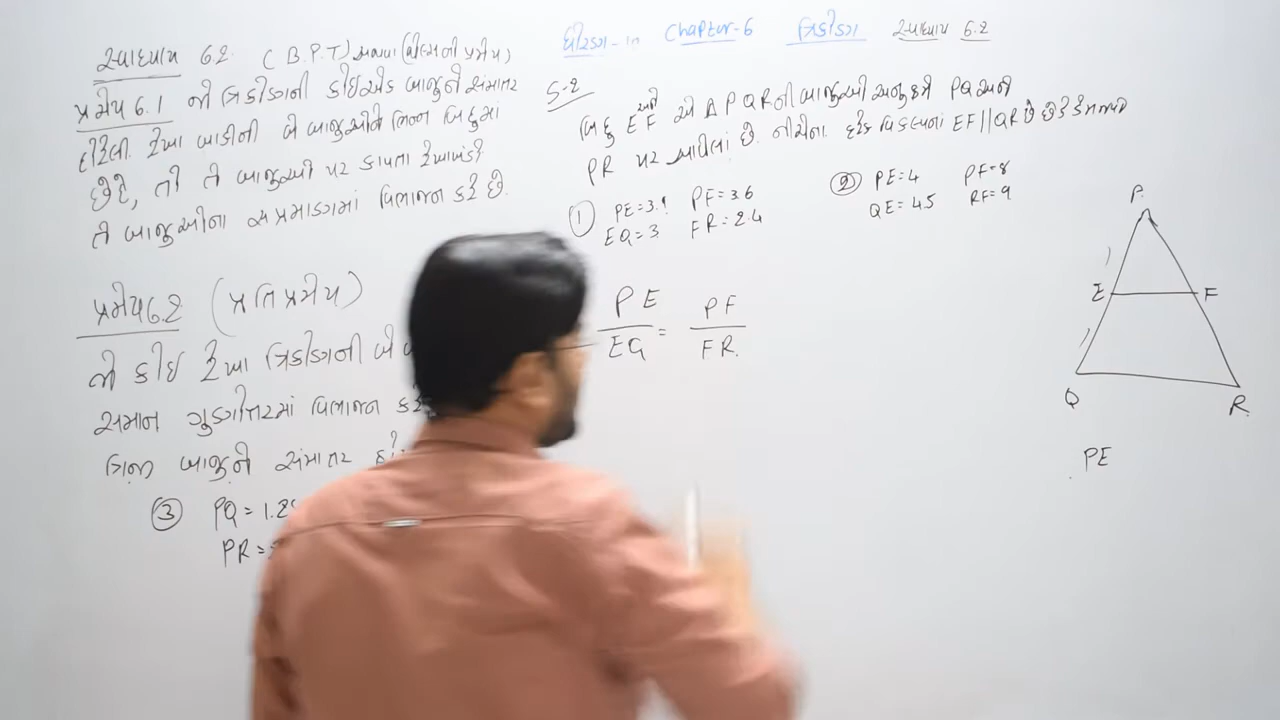 ધોરણ-10 Chapter-6 ત્રિકોણ સ્વાધ્યાય 6.2
સ્વાધ્યાય 6.2 (B.P.T) અથવા પ્રમેય)
પ્રમેય 6.1 જો ત્રિકોણની કોઈએક બાજુને સમાંતર
દોરેલી રેખા બાકીની બે બાજુઓને ભિન્ન બિંદુમાં
છેદે, તો તે બાજુઓ પર કપાતા રેખાખંડો
તે બાજુઓના સમપ્રમાણમાં વિભાજન કરે છે.
પ્રમેય 6.2 (પ્રતિપ્રમેય)
જો કોઈ રેખા ત્રિકોણની બે
સમાન ગુણોત્તરમાં વિભાજન કરે
ત્રિજી બાજુને સમાંતર
③ PQ = 1.28
PR =
S-2
બિંદુ E અને F એ Δ PQR ની બાજુઓ અનુક્રમે PQ અને
PR પર આવેલાં છે. નીચેના દરેક વિકલ્પમાં EF||QR છે કે
① PE = 3.9 PF = 3.6
EQ = 3 FR = 2.4
② PE = 4 PF = 8
QE = 4.5 RF = 9
PE/EQ = PF/FR.
P.
E F
Q R
PE